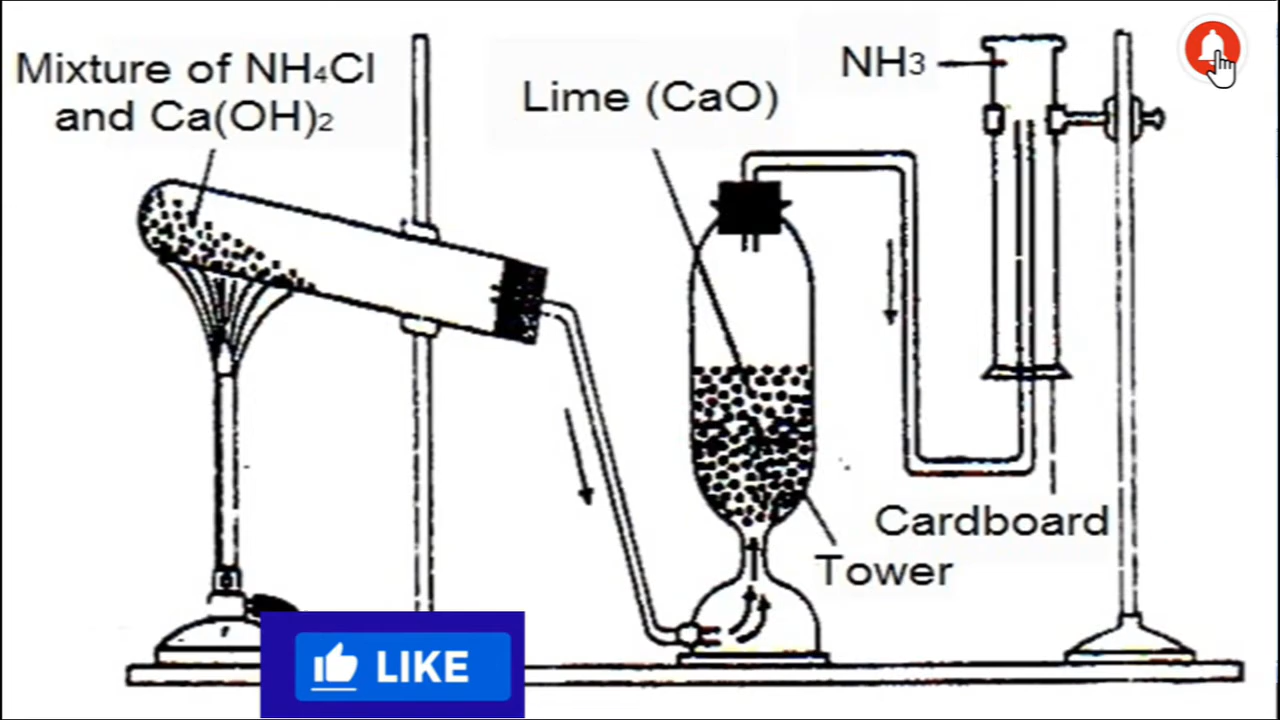 Mixture of NH₄Cl
and Ca(OH)₂
Lime (CaO)
NH₃
Cardboard
Tower
LIKE